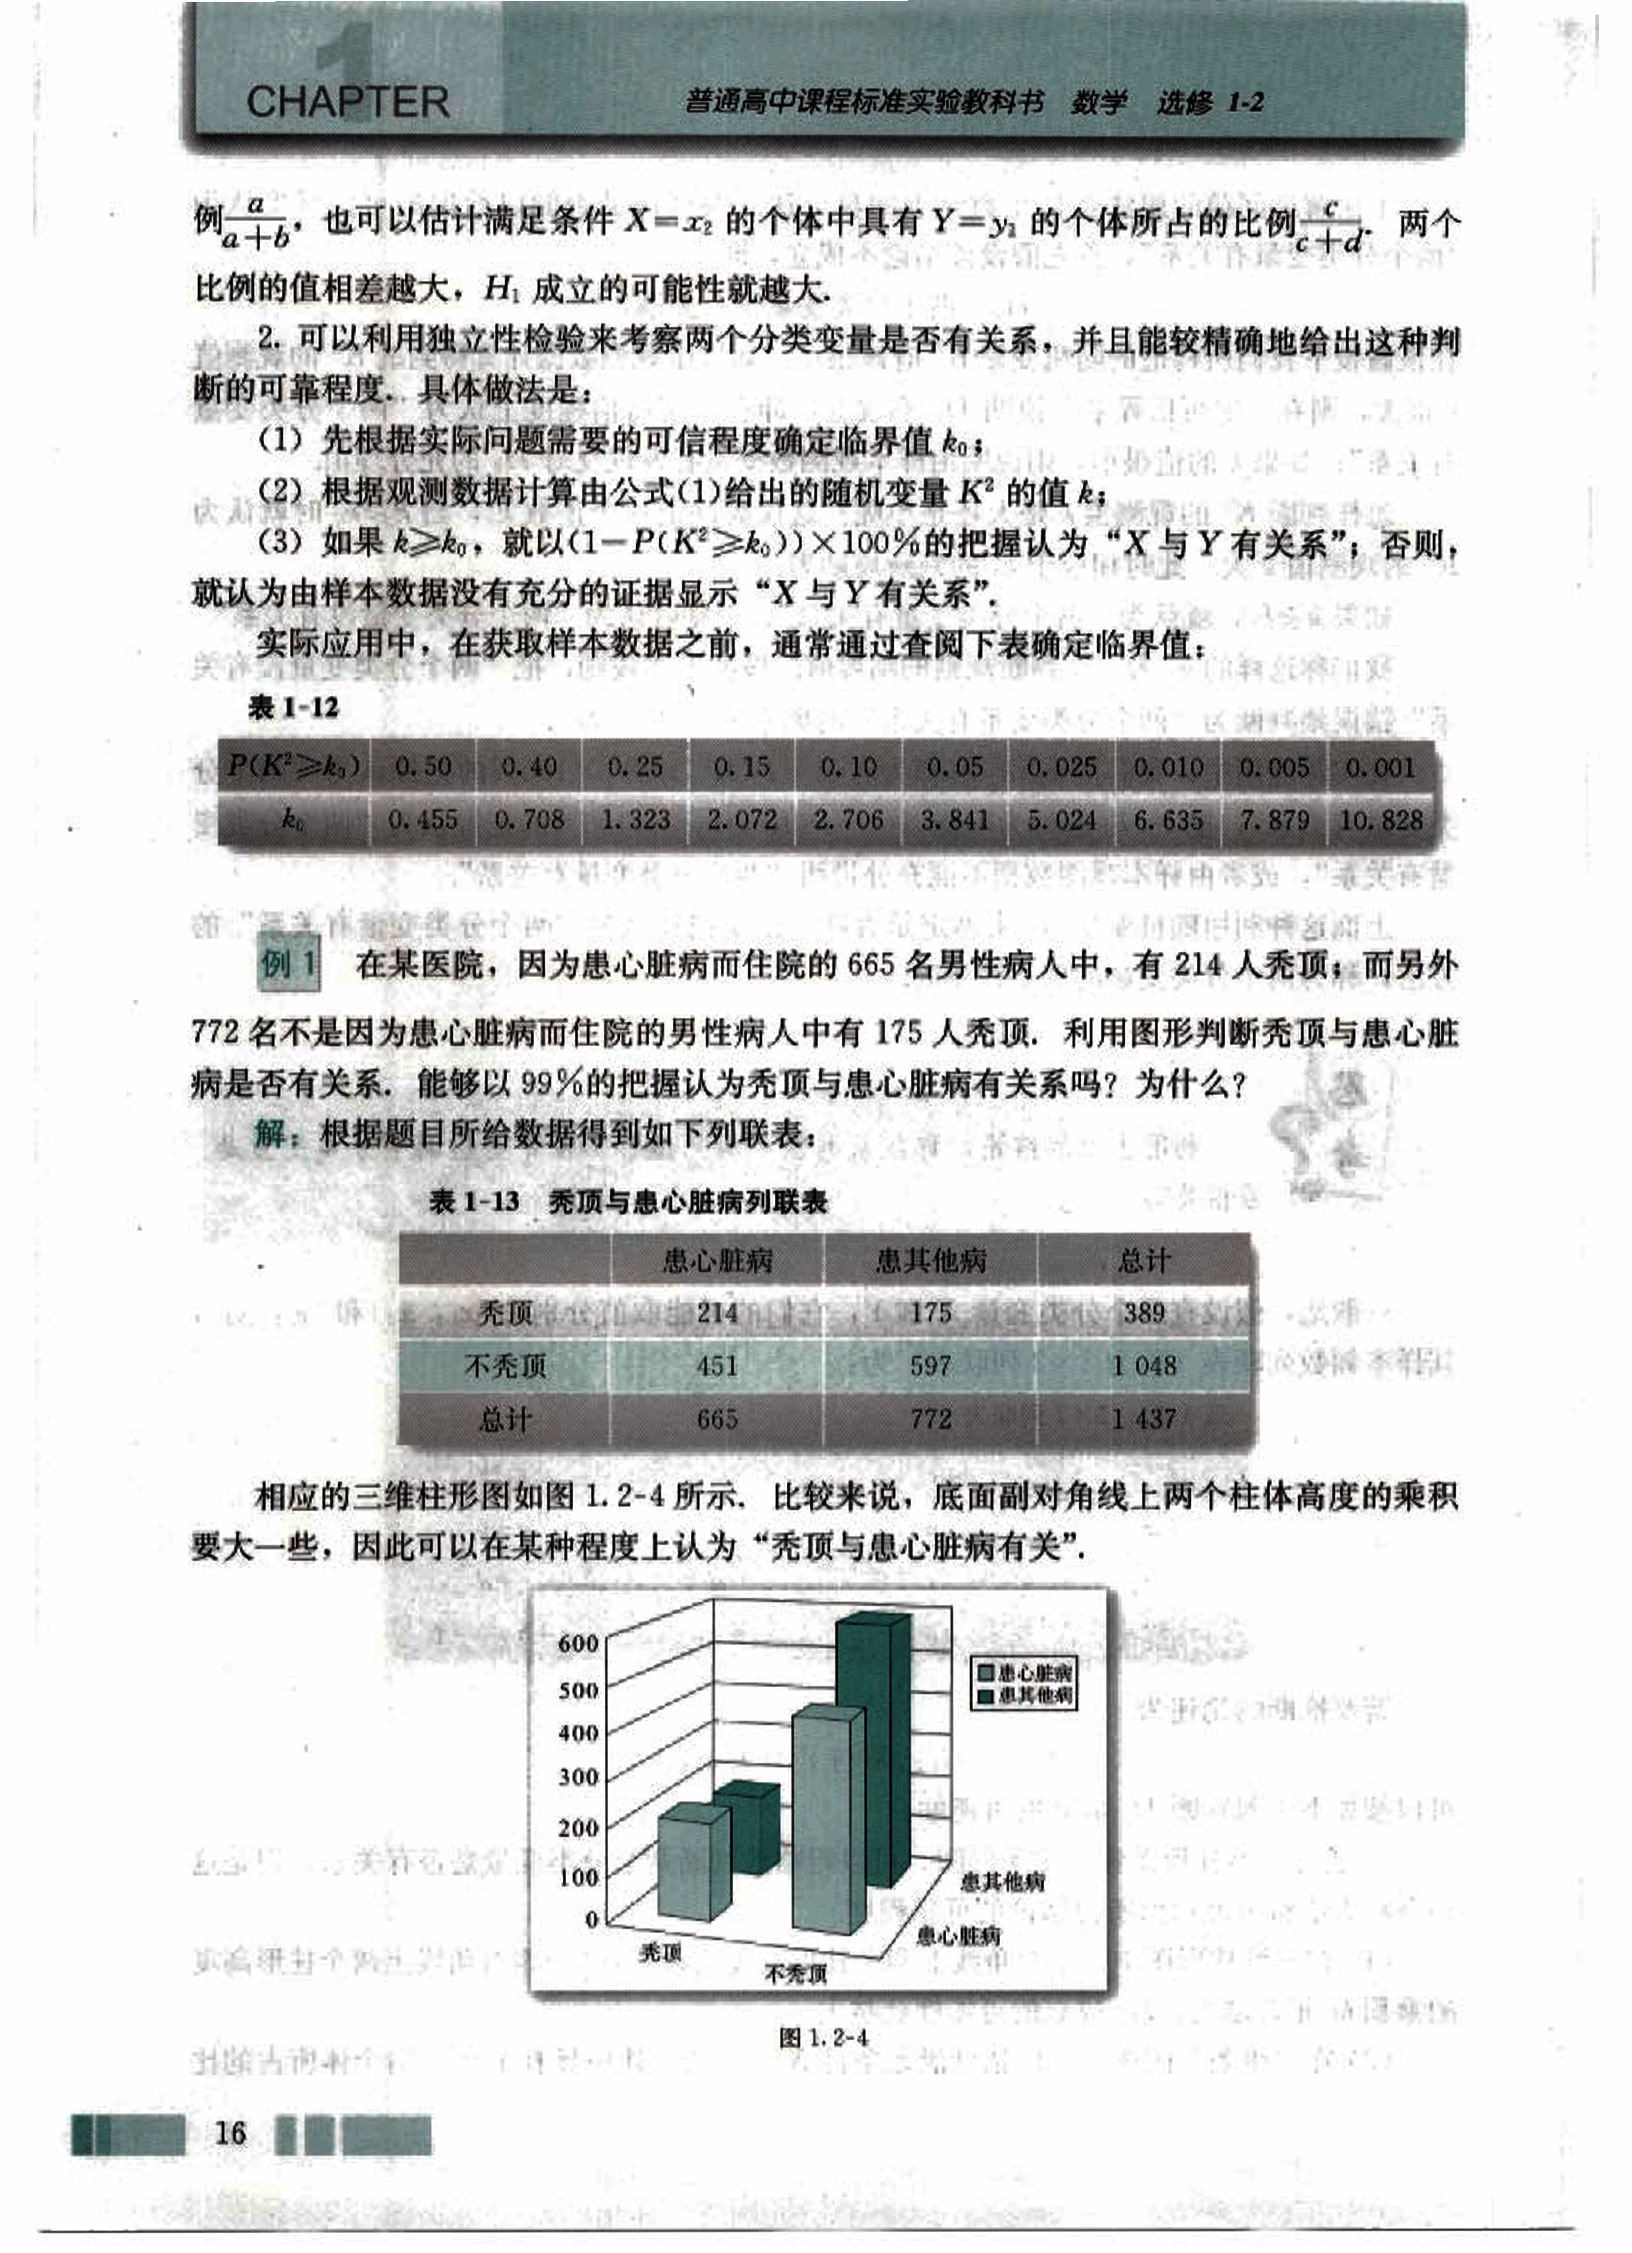 CHAPTER 1
普通高中课程标准实验教科书 数学 选修 1-2
例a/(a+b)，也可以估计满足条件 X=x₂ 的个体中具有 Y=y₁ 的个体所占的比例c/(c+d). 两个
比例的值相差越大，H₁ 成立的可能性就越大.
2. 可以利用独立性检验来考察两个分类变量是否有关系，并且能较精确地给出这种判
断的可靠程度. 具体做法是：
（1）先根据实际问题需要的可信程度确定临界值 k₀；
（2）根据观测数据计算由公式(1)给出的随机变量 K² 的值 k；
（3）如果 k≥k₀，就以(1－P(K²≥k₀))×100%的把握认为“X 与 Y 有关系”；否则，
就认为由样本数据没有充分的证据显示“X 与 Y 有关系”.
实际应用中，在获取样本数据之前，通常通过查阅下表确定临界值：
表 1-12
P(K²≥k₀) 0.50 0.40 0.25 0.15 0.10 0.05 0.025 0.010 0.005 0.001
k₀ 0.455 0.708 1.323 2.072 2.706 3.841 5.024 6.635 7.879 10.828
例 1 在某医院，因为患心脏病而住院的 665 名男性病人中，有 214 人秃顶；而另外
772 名不是因为患心脏病而住院的男性病人中有 175 人秃顶. 利用图形判断秃顶与患心脏
病是否有关系. 能够以 99%的把握认为秃顶与患心脏病有关系吗？为什么？
解：根据题目所给数据得到如下列联表：
表 1-13 秃顶与患心脏病列联表
患心脏病 患其他病 总计
秃顶 214 175 389
不秃顶 451 597 1 048
总计 665 772 1 437
相应的三维柱形图如图 1.2-4 所示. 比较来说，底面副对角线上两个柱体高度的乘积
要大一些，因此可以在某种程度上认为“秃顶与患心脏病有关”.
600
500
400
300
200
100
0
秃顶
不秃顶
患心脏病
患其他病
患心脏病
患其他病
图 1.2-4
16